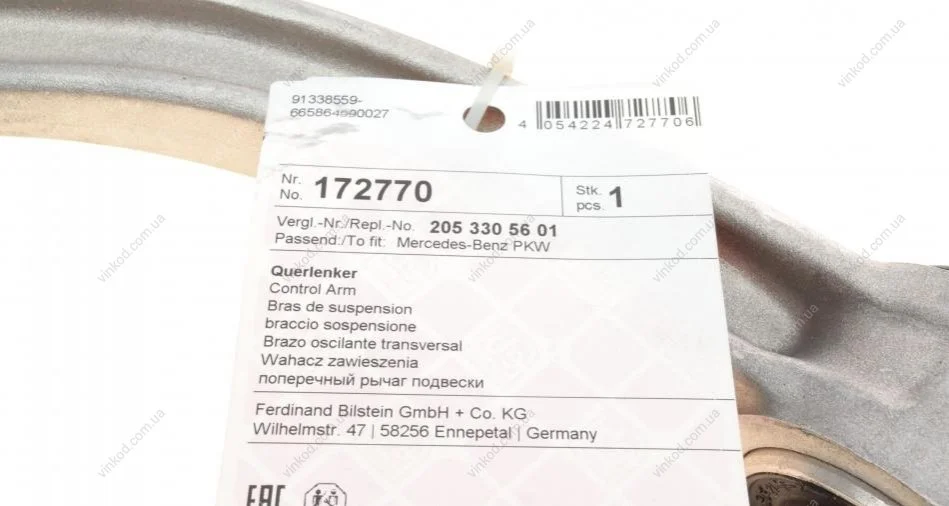 91338559-
665864590027
4 054224 727706
Nr.
No. 172770
Stk.
pcs. 1
Vergl.-Nr./Repl.-No. 205 330 56 01
Passend:/To fit: Mercedes-Benz PKW
Querlenker
Control Arm
Bras de suspension
braccio sospensione
Brazo oscilante transversal
Wahacz zawieszenia
поперечный рычаг подвески
Ferdinand Bilstein GmbH + Co. KG
Wilhelmstr. 47 | 58256 Ennepetal | Germany
EAC
vinkod.com.ua